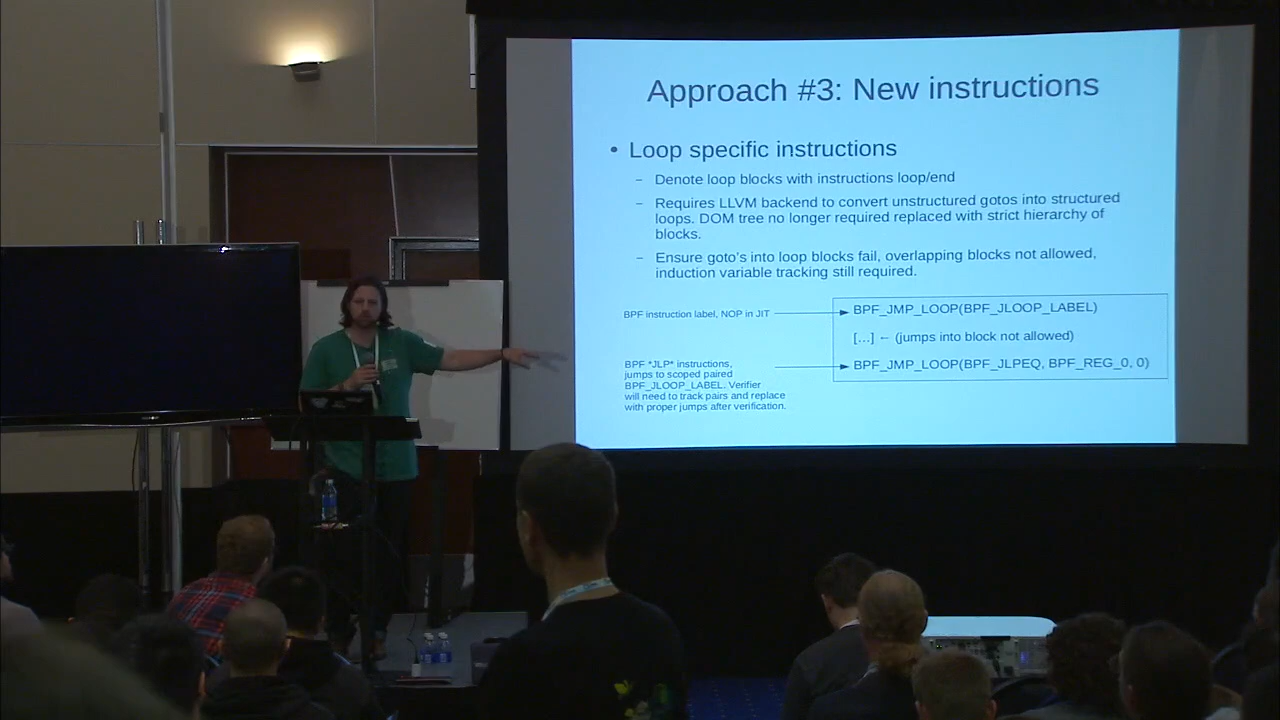 Approach #3: New instructions
• Loop specific instructions
– Denote loop blocks with instructions loop/end
– Requires LLVM backend to convert unstructured gotos into structured
loops. DOM tree no longer required replaced with strict hierarchy of
blocks.
– Ensure goto's into loop blocks fail, overlapping blocks not allowed,
induction variable tracking still required.
BPF instruction label, NOP in JIT
BPF_JMP_LOOP(BPF_JLOOP_LABEL)
[...] ← (jumps into block not allowed)
BPF *JLP* instructions,
jumps to scoped paired
BPF_JLOOP_LABEL. Verifier
will need to track pairs and replace
with proper jumps after verification.
BPF_JMP_LOOP(BPF_JLPEQ, BPF_REG_0, 0)